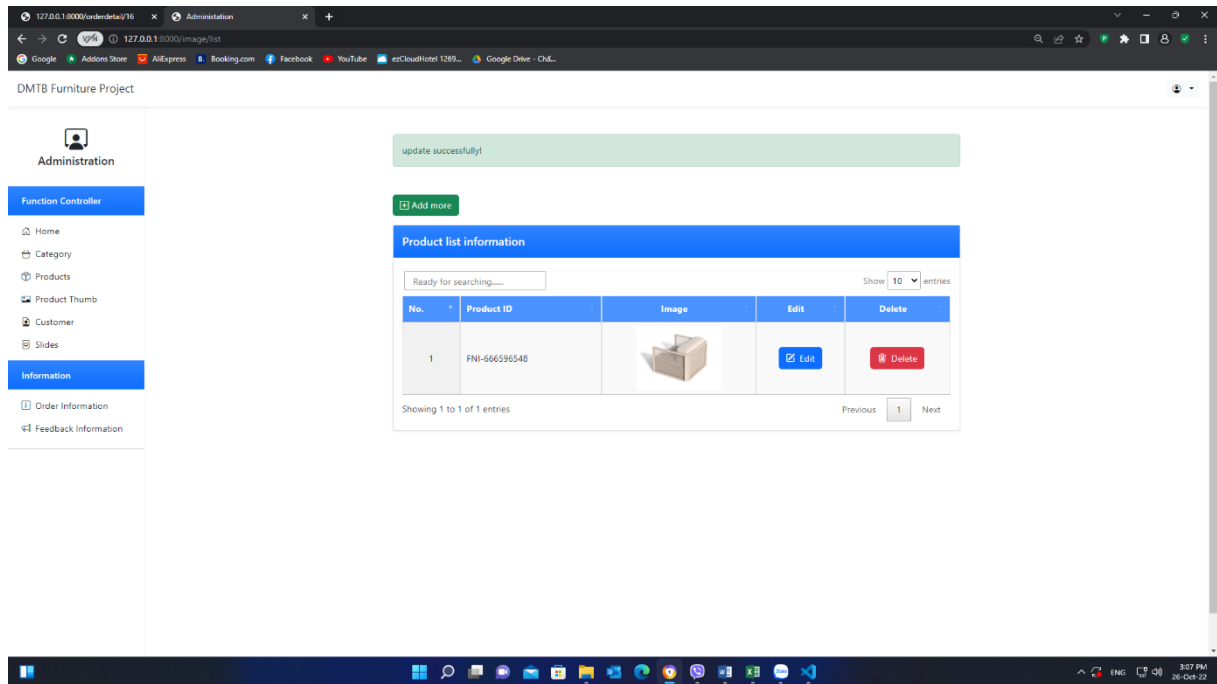 127.0.0.1:8000/orderdetail/16
Administation
VPN 127.0.0.1:8000/image/list
Google Addons Store AliExpress Booking.com Facebook YouTube ezCloudHotel 1269... Google Drive - Ch&...
DMTB Furniture Project
Administration
Function Controller
Home
Category
Products
Product Thumb
Customer
Slides
Information
Order Information
Feedback Information
update successfully!
Add more
Product list information
Ready for searching......
Show 10 entries
No. Product ID Image Edit Delete
1 FNI-666596548 Edit Delete
Showing 1 to 1 of 1 entries
Previous 1 Next
ENG
3:07 PM
26-Oct-22